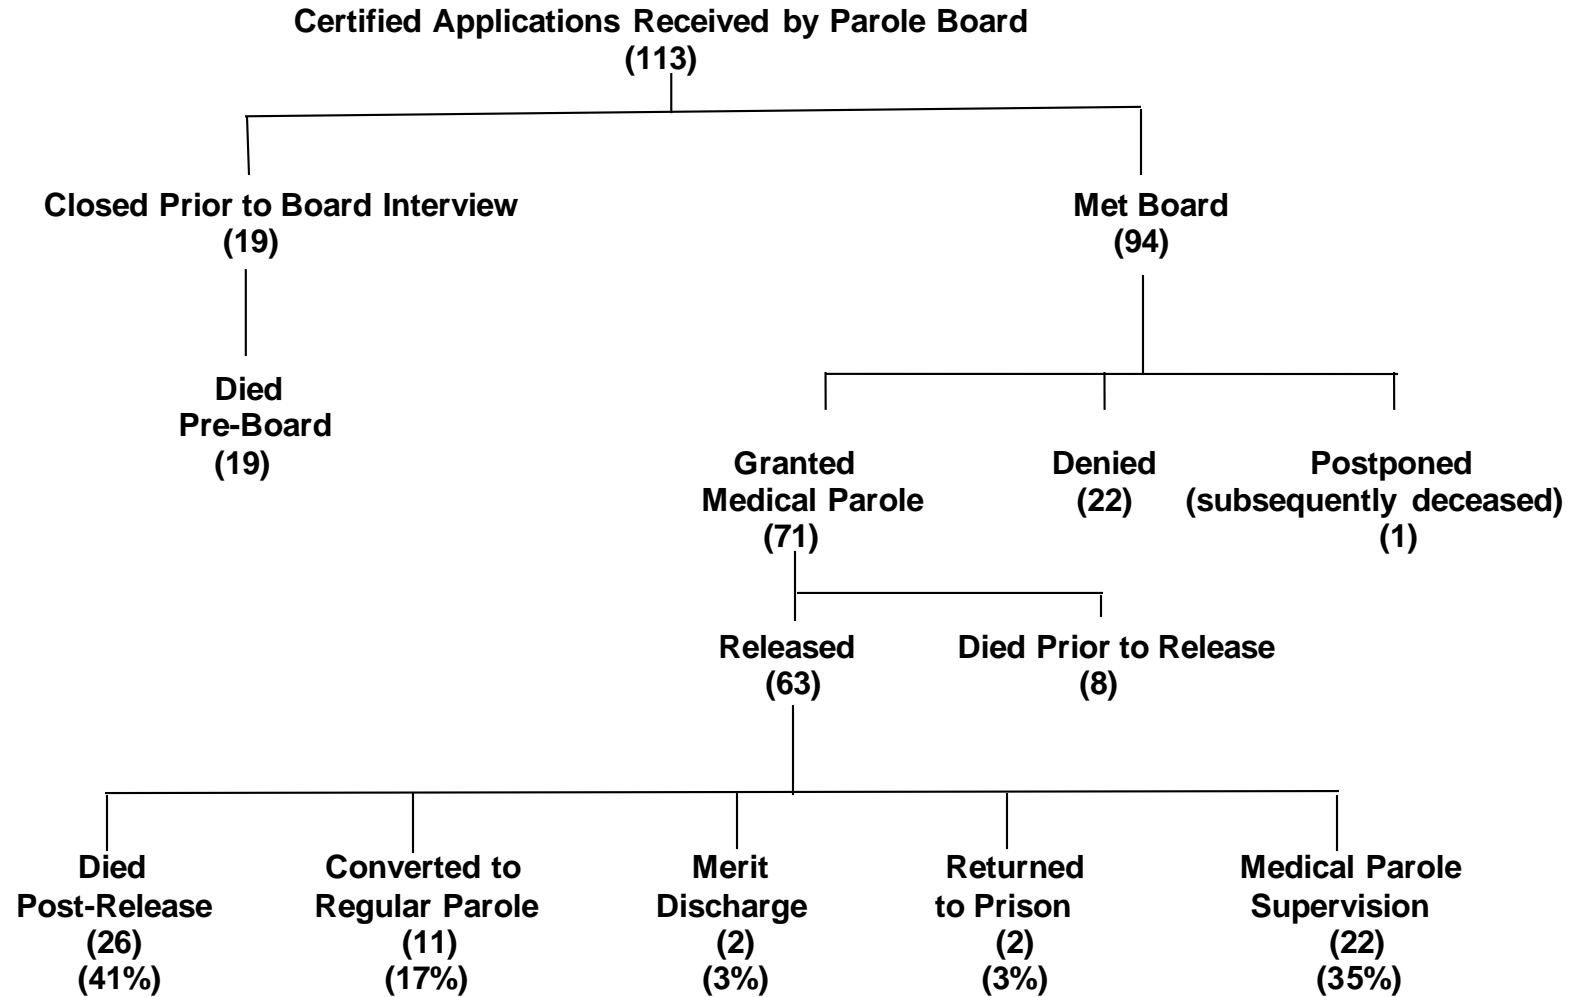 Certified Applications Received by Parole Board
(113)
Closed Prior to Board Interview
(19)
Met Board
(94)
Died
Pre-Board
(19)
Granted
Medical Parole
(71)
Denied
(22)
Postponed
(subsequently deceased)
(1)
Released
(63)
Died Prior to Release
(8)
Died
Post-Release
(26)
(41%)
Converted to
Regular Parole
(11)
(17%)
Merit
Discharge
(2)
(3%)
Returned
to Prison
(2)
(3%)
Medical Parole
Supervision
(22)
(35%)